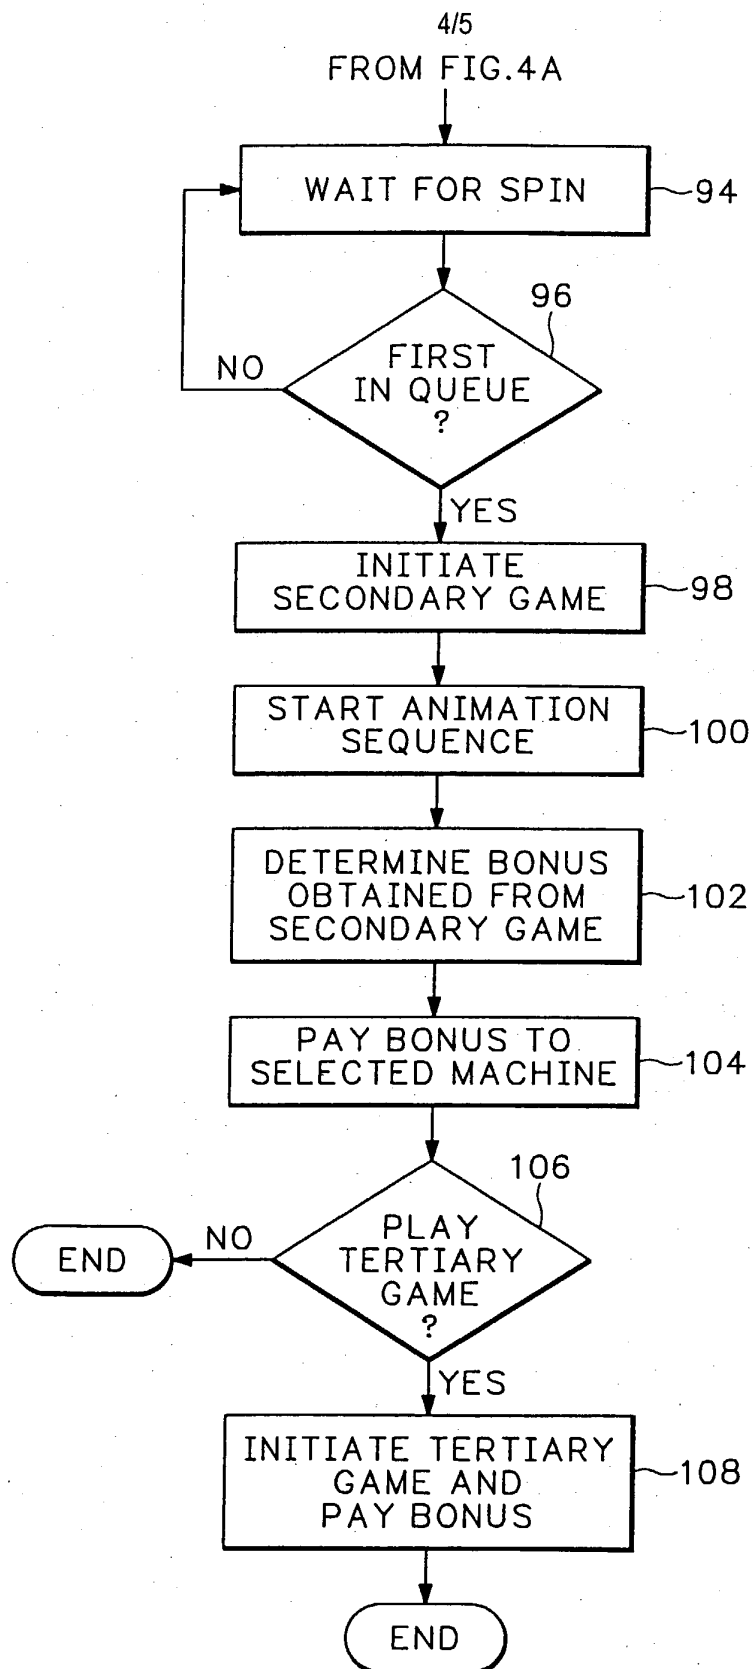 4/5
FROM FIG.4A
WAIT FOR SPIN
94
96
FIRST
IN QUEUE
?
NO
YES
INITIATE
SECONDARY GAME
98
START ANIMATION
SEQUENCE
100
DETERMINE BONUS
OBTAINED FROM
SECONDARY GAME
102
PAY BONUS TO
SELECTED MACHINE
104
106
PLAY
TERTIARY
GAME
?
NO
END
YES
INITIATE TERTIARY
GAME AND
PAY BONUS
108
END